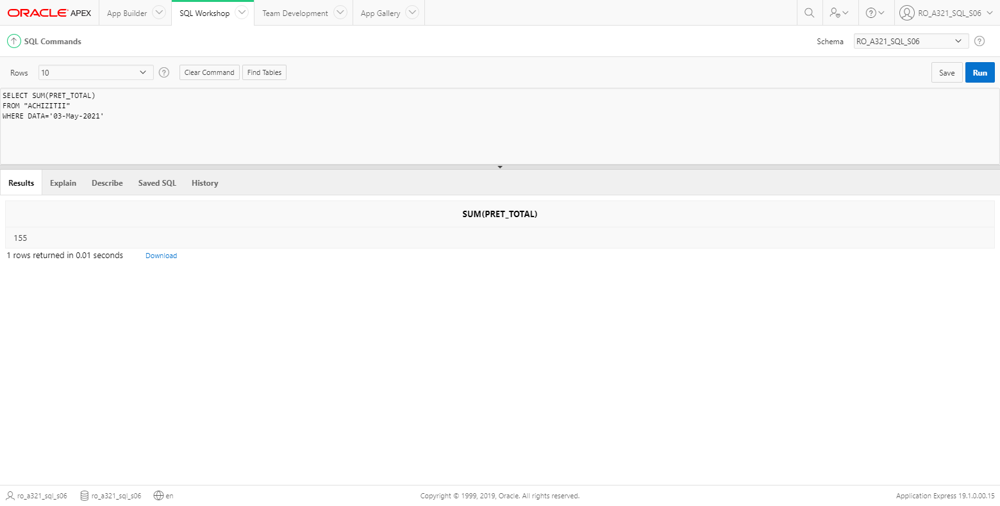 ORACLE APEX App Builder SQL Workshop Team Development App Gallery RO_A321_SQL_S06
SQL Commands Schema RO_A321_SQL_S06 ?
Rows 10 ? Clear Command Find Tables Save Run
SELECT SUM(PRET_TOTAL)
FROM "ACHIZITII"
WHERE DATA='03-May-2021'
Results Explain Describe Saved SQL History
SUM(PRET_TOTAL)
155
1 rows returned in 0.01 seconds Download
ro_a321_sql_s06 ro_a321_sql_s06 en Copyright © 1999, 2019, Oracle. All rights reserved. Application Express 19.1.0.00.15